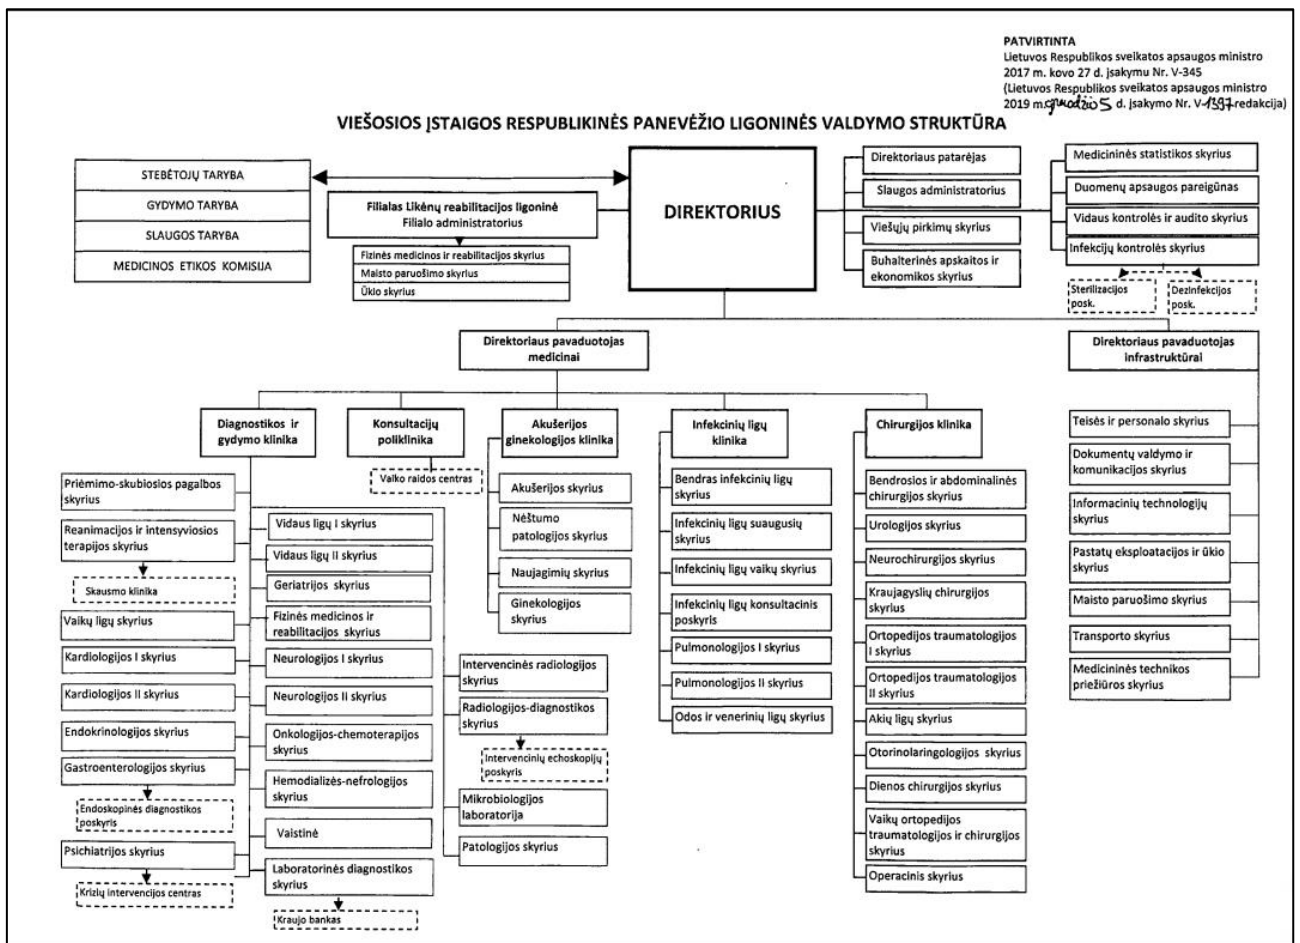 PATVIRTINTA
Lietuvos Respublikos sveikatos apsaugos ministro
2017 m. kovo 27 d. įsakymu Nr. V-345
(Lietuvos Respublikos sveikatos apsaugos ministro
2019 m. gruodžio 5 d. įsakymo Nr. V-1397 redakcija)
VIEŠOSIOS ĮSTAIGOS RESPUBLIKINĖS PANEVĖŽIO LIGONINĖS VALDYMO STRUKTŪRA
STEBĖTOJŲ TARYBA
GYDYMO TARYBA
SLAUGOS TARYBA
MEDICINOS ETIKOS KOMISIJA
Filialas Likėnų reabilitacijos ligoninė
Filialo administratorius
Fizinės medicinos ir reabilitacijos skyrius
Maisto paruošimo skyrius
Ūkio skyrius
DIREKTORIUS
Direktoriaus patarėjas
Slaugos administratorius
Viešųjų pirkimų skyrius
Buhalterinės apskaitos ir
ekonomikos skyrius
Medicininės statistikos skyrius
Duomenų apsaugos pareigūnas
Vidaus kontrolės ir audito skyrius
Infekcijų kontrolės skyrius
Sterilizacijos
posk.
Dezinfekcijos
posk.
Direktoriaus pavaduotojas
medicinai
Direktoriaus pavaduotojas
infrastruktūrai
Diagnostikos ir
gydymo klinika
Priėmimo-skubiosios pagalbos
skyrius
Reanimacijos ir intensyviosios
terapijos skyrius
Skausmo klinika
Vaikų ligų skyrius
Kardiologijos I skyrius
Kardiologijos II skyrius
Endokrinologijos skyrius
Gastroenterologijos skyrius
Endoskopinės diagnostikos
poskyris
Psichiatrijos skyrius
Krizių intervencijos centras
Vidaus ligų I skyrius
Vidaus ligų II skyrius
Geriatrijos skyrius
Fizinės medicinos ir
reabilitacijos skyrius
Neurologijos I skyrius
Neurologijos II skyrius
Onkologijos-chemoterapijos
skyrius
Hemodializės-nefrologijos
skyrius
Vaistinė
Laboratorinės diagnostikos
skyrius
Kraujo bankas
Intervencinės radiologijos
skyrius
Radiologijos-diagnostikos
skyrius
Intervencinių echoskopijų
poskyris
Mikrobiologijos
laboratorija
Patologijos skyrius
Konsultacijų
poliklinika
Vaiko raidos centras
Akušerijos
ginekologijos klinika
Akušerijos skyrius
Nėštumo
patologijos skyrius
Naujagimių skyrius
Ginekologijos
skyrius
Infekcinių ligų
klinika
Bendras infekcinių ligų
skyrius
Infekcinių ligų suaugusių
skyrius
Infekcinių ligų vaikų skyrius
Infekcinių ligų konsultacinis
poskyris
Pulmonologijos I skyrius
Pulmonologijos II skyrius
Odos ir venerinių ligų skyrius
Chirurgijos klinika
Bendrosios ir abdominalinės
chirurgijos skyrius
Urologijos skyrius
Neurochirurgijos skyrius
Kraujagyslių chirurgijos
skyrius
Ortopedijos traumatologijos
I skyrius
Ortopedijos traumatologijos
II skyrius
Akių ligų skyrius
Otorinolaringologijos skyrius
Dienos chirurgijos skyrius
Vaikų ortopedijos
traumatologijos ir chirurgijos
skyrius
Operacinis skyrius
Teisės ir personalo skyrius
Dokumentų valdymo ir
komunikacijos skyrius
Informacinių technologijų
skyrius
Pastatų eksploatacijos ir ūkio
skyrius
Maisto paruošimo skyrius
Transporto skyrius
Medicininės technikos
priežiūros skyrius